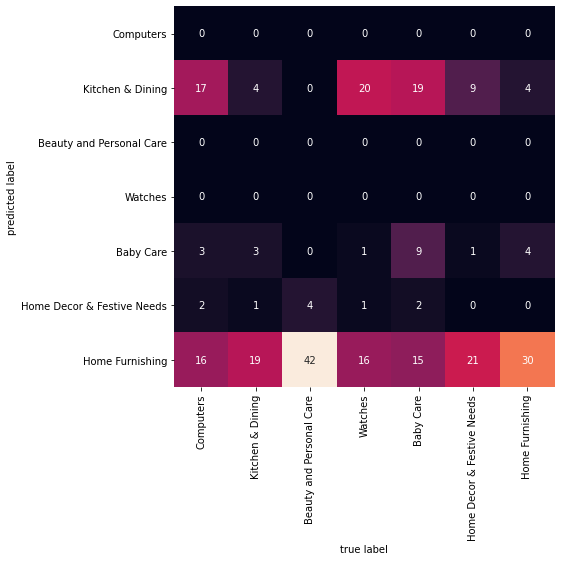 Computers 0 0 0 0 0 0 0
Kitchen & Dining 17 4 0 20 19 9 4
Beauty and Personal Care 0 0 0 0 0 0 0
Watches 0 0 0 0 0 0 0
Baby Care 3 3 0 1 9 1 4
Home Decor & Festive Needs 2 1 4 1 2 0 0
Home Furnishing 16 19 42 16 15 21 30
predicted label
Computers
Kitchen & Dining
Beauty and Personal Care
Watches
Baby Care
Home Decor & Festive Needs
Home Furnishing
true label